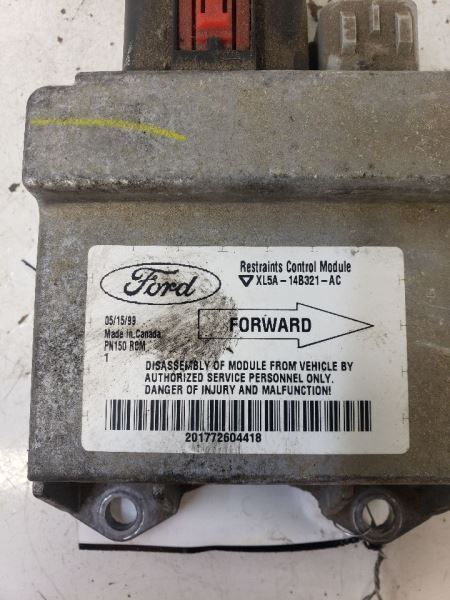 Ford
Restraints Control Module
XL5A-14B321-AC
05/15/99
Made in Canada
PN150 RCM
1
FORWARD
DISASSEMBLY OF MODULE FROM VEHICLE BY
AUTHORIZED SERVICE PERSONNEL ONLY.
DANGER OF INJURY AND MALFUNCTION!
201772604418